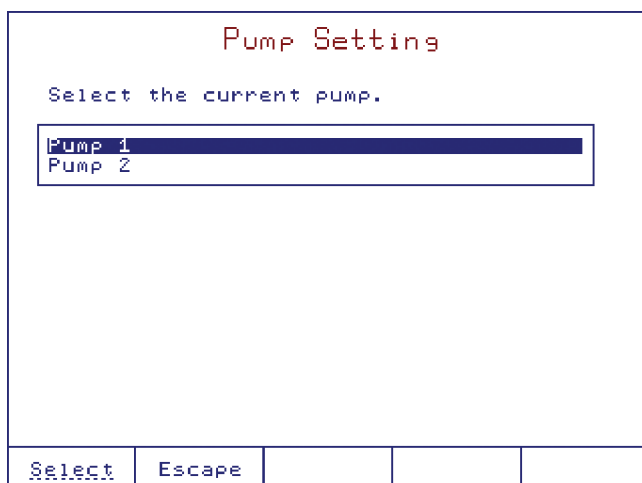 Pump Setting
Select the current pump.
Pump 1
Pump 2
Select Escape